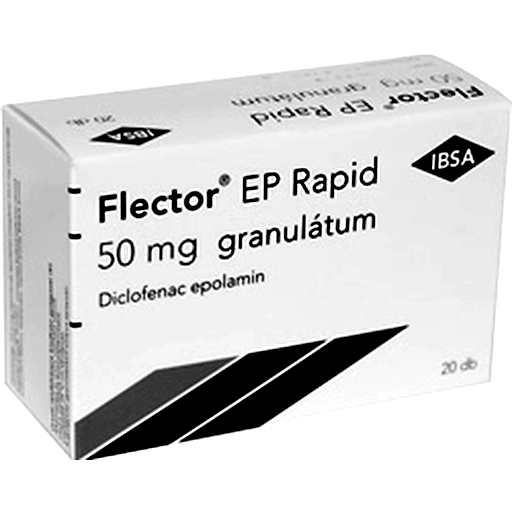 Flector® EP Rapid
50 mg granulátum
20 db
IBSA
IBSA
Flector® EP Rapid
50 mg granulátum
Diclofenac epolamin
20 db